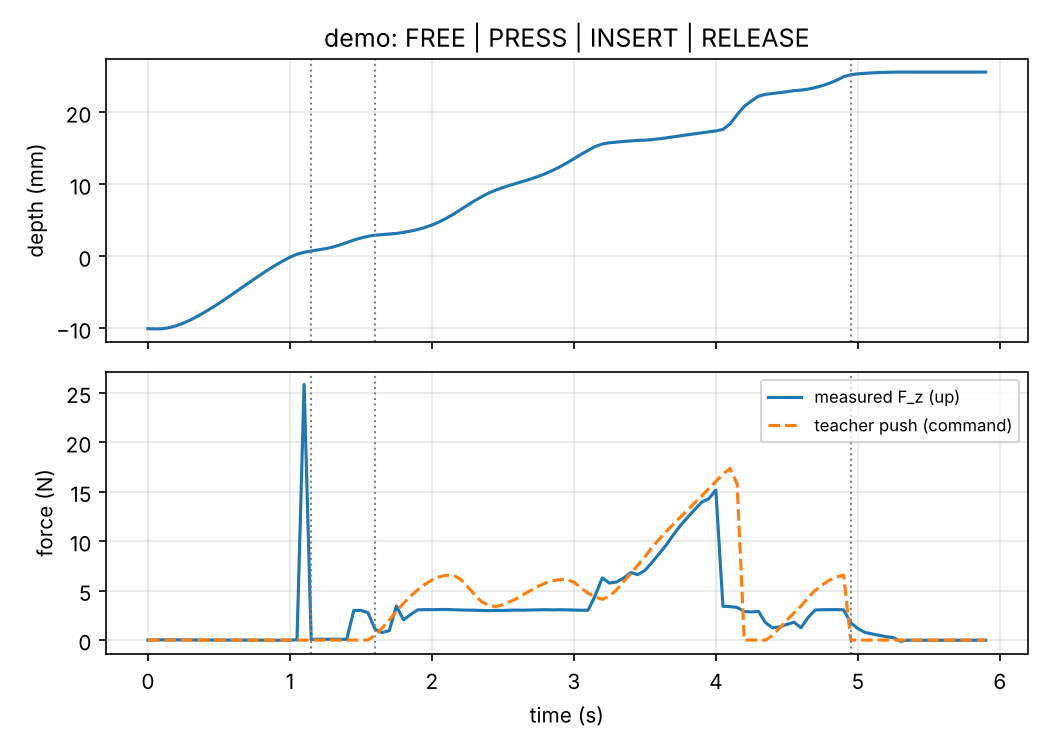 demo: FREE | PRESS | INSERT | RELEASE
20
10
0
−10
depth (mm)
25
20
15
10
5
0
force (N)
measured F_z (up)
teacher push (command)
0 1 2 3 4 5 6
time (s)